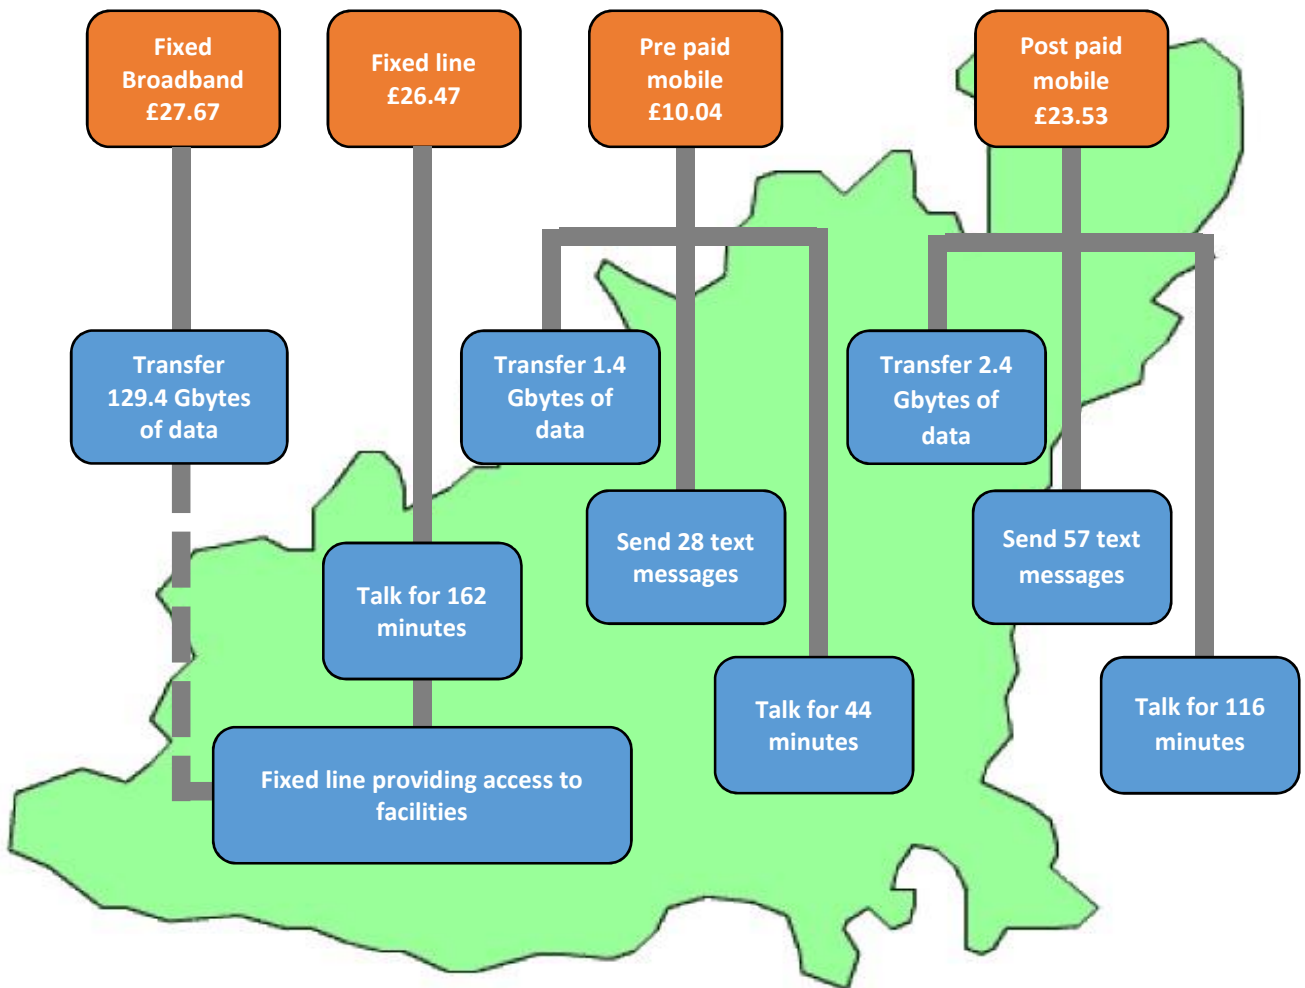 Fixed
Broadband
£27.67
Fixed line
£26.47
Pre paid
mobile
£10.04
Post paid
mobile
£23.53
Transfer
129.4 Gbytes
of data
Transfer 1.4
Gbytes of
data
Transfer 2.4
Gbytes of
data
Send 28 text
messages
Send 57 text
messages
Talk for 162
minutes
Talk for 44
minutes
Talk for 116
minutes
Fixed line providing access to
facilities